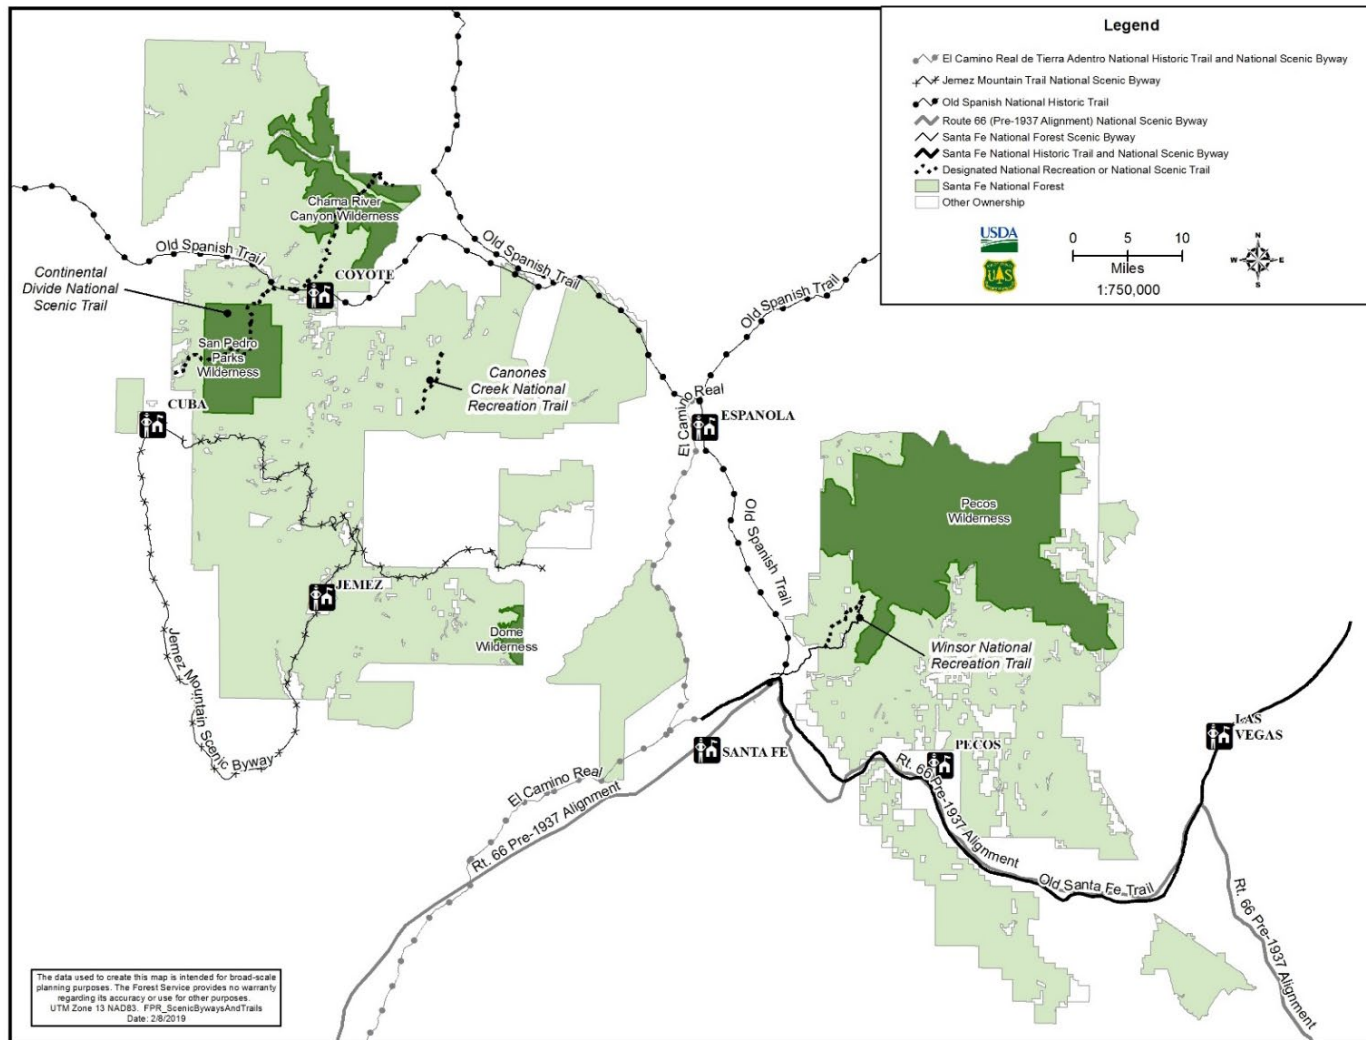 Legend
El Camino Real de Tierra Adentro National Historic Trail and National Scenic Byway
Jemez Mountain Trail National Scenic Byway
Old Spanish National Historic Trail
Route 66 (Pre-1937 Alignment) National Scenic Byway
Santa Fe National Forest Scenic Byway
Santa Fe National Historic Trail and National Scenic Byway
Designated National Recreation or National Scenic Trail
Santa Fe National Forest
Other Ownership
USDA
UAS
0 5 10
Miles
1:750,000
N
W E
S
Chama River
Canyon Wilderness
Old Spanish Trail
Old Spanish Trail
Continental
Divide National
Scenic Trail
COYOTE
Old Spanish Trail
San Pedro
Parks
Wilderness
Canones
Creek National
Recreation Trail
CUBA
El Camino Real
ESPANOLA
Pecos
Wilderness
Old Spanish Trail
JEMEZ
Dome
Wilderness
Winsor National
Recreation Trail
Jemez Mountain Scenic Byway
SANTA FE
PECOS
LAS
VEGAS
El Camino Real
Rt. 66 Pre-1937 Alignment
Rt. 66 Pre-1937 Alignment
Old Santa Fe Trail
Rt. 66 Pre-1937 Alignment
The data used to create this map is intended for broad-scale
planning purposes. The Forest Service provides no warranty
regarding its accuracy or use for other purposes.
UTM Zone 13 NAD83. FPR_ScenicBywaysAndTrails
Date: 2/8/2019